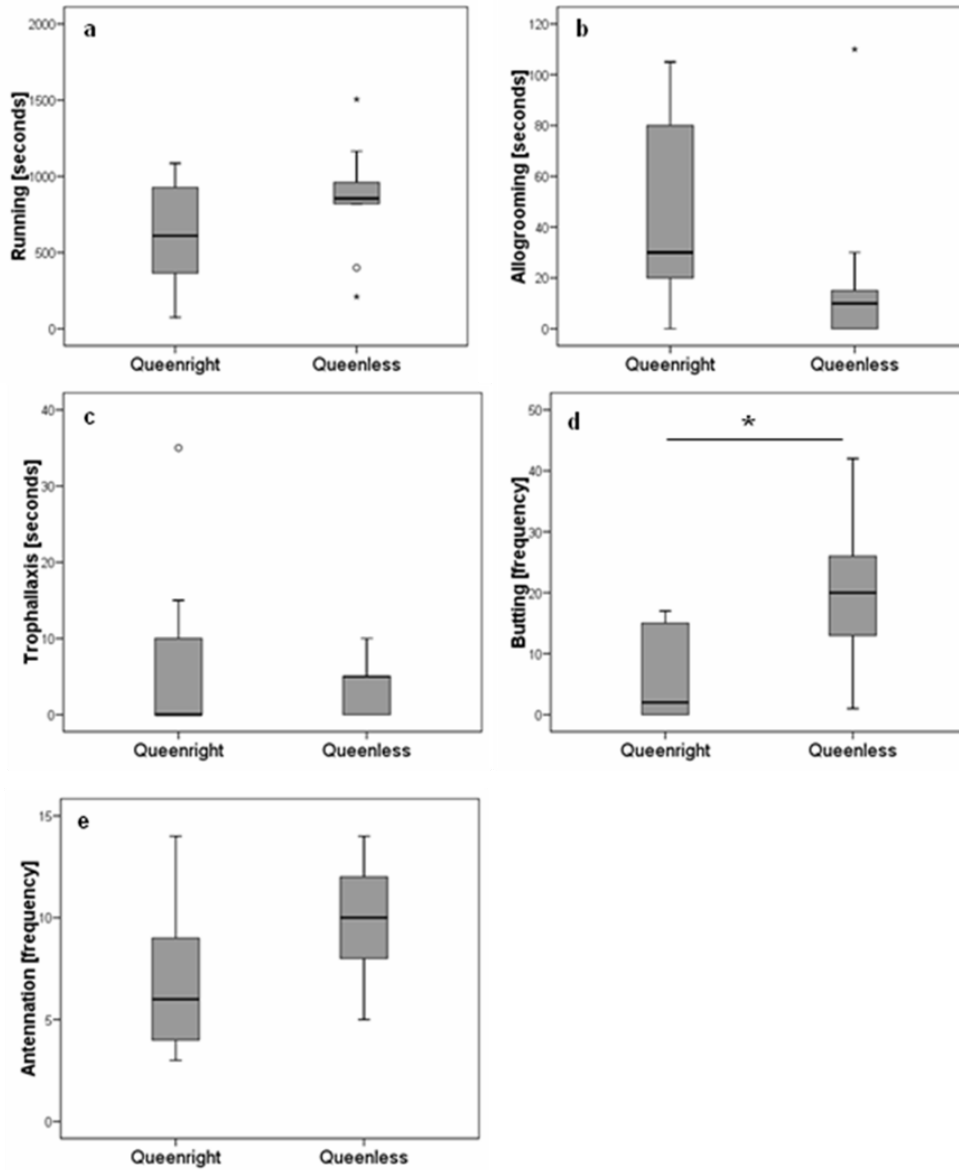 a
Running [seconds]
2000
1500
1000
500
0
Queenright Queenless
b
Allogrooming [seconds]
120
100
80
60
40
20
0
Queenright Queenless
c
Trophallaxis [seconds]
40
30
20
10
0
Queenright Queenless
d
Butting [frequency]
50
40
30
20
10
0
*
Queenright Queenless
e
Antennation [frequency]
15
10
5
0
Queenright Queenless